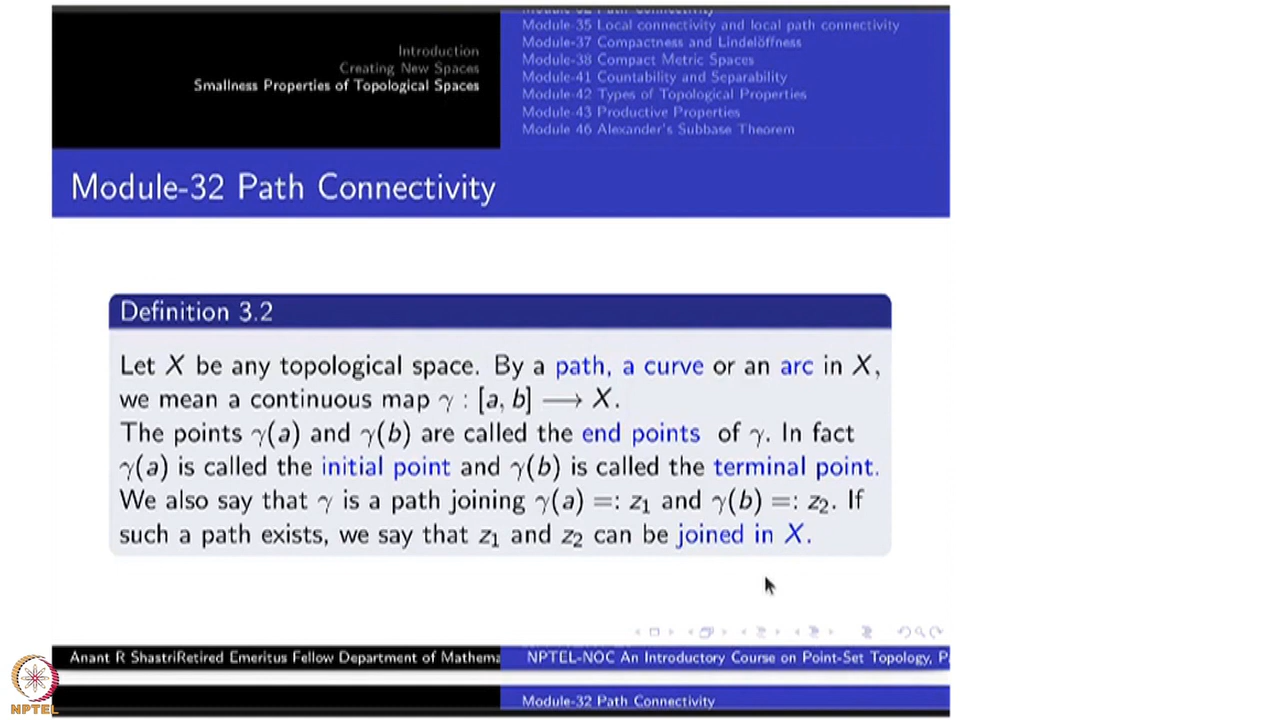 Introduction
Creating New Spaces
Smallness Properties of Topological Spaces
Module-32 Path Connectivity
Module-35 Local connectivity and local path connectivity
Module-37 Compactness and Lindelöffness
Module-38 Compact Metric Spaces
Module-41 Countability and Separability
Module-42 Types of Topological Properties
Module-43 Productive Properties
Module 46 Alexander's Subbase Theorem
Module-32 Path Connectivity
Definition 3.2
Let X be any topological space. By a path, a curve or an arc in X,
we mean a continuous map γ : [a, b] ⟶ X.
The points γ(a) and γ(b) are called the end points of γ. In fact
γ(a) is called the initial point and γ(b) is called the terminal point.
We also say that γ is a path joining γ(a) =: z₁ and γ(b) =: z₂. If
such a path exists, we say that z₁ and z₂ can be joined in X.
Anant R ShastriRetired Emeritus Fellow Department of Mathema
NPTEL-NOC An Introductory Course on Point-Set Topology, P
Module-32 Path Connectivity
NPTEL